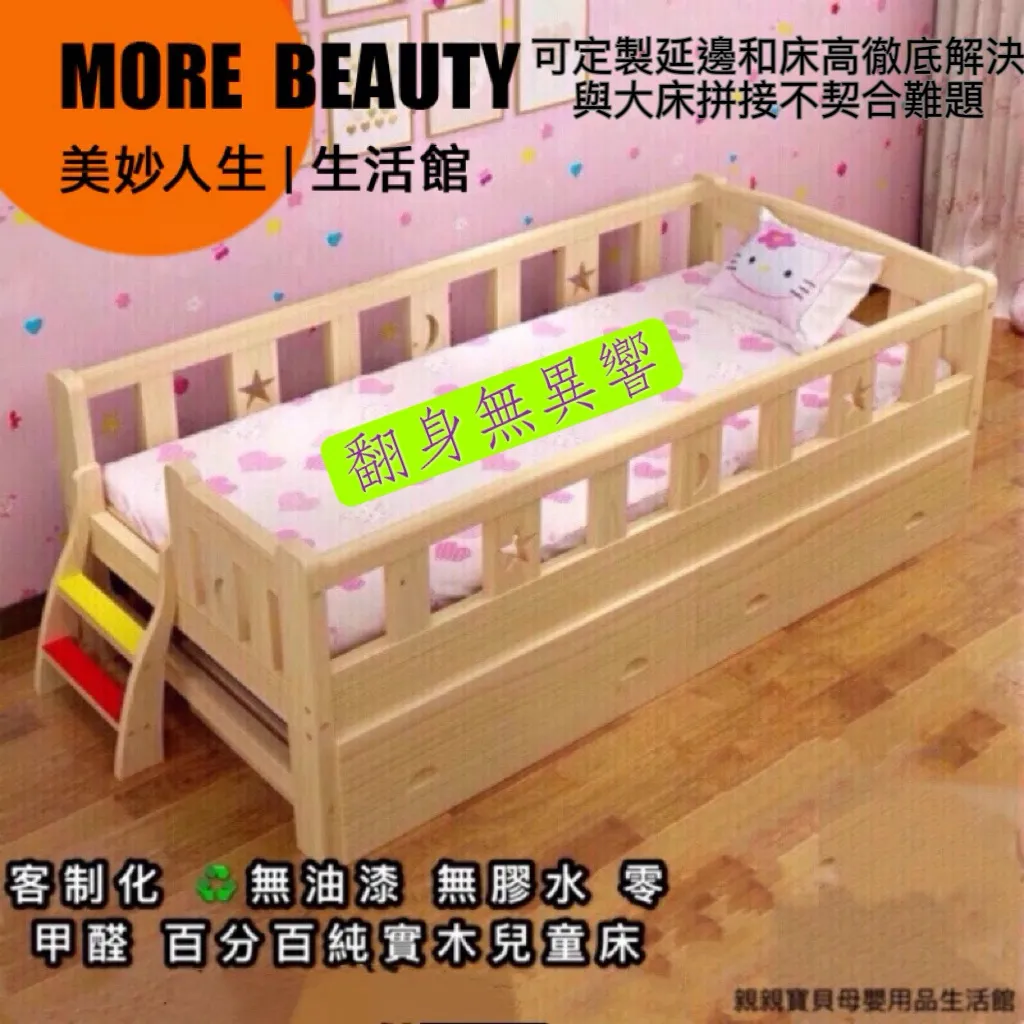 MORE BEAUTY
美妙人生 | 生活館
可定製延邊和床高徹底解決
與大床拼接不契合難題
翻身無異響
客制化 ♻無油漆 無膠水 零
甲醛 百分百純實木兒童床
親親寶貝母嬰用品生活館